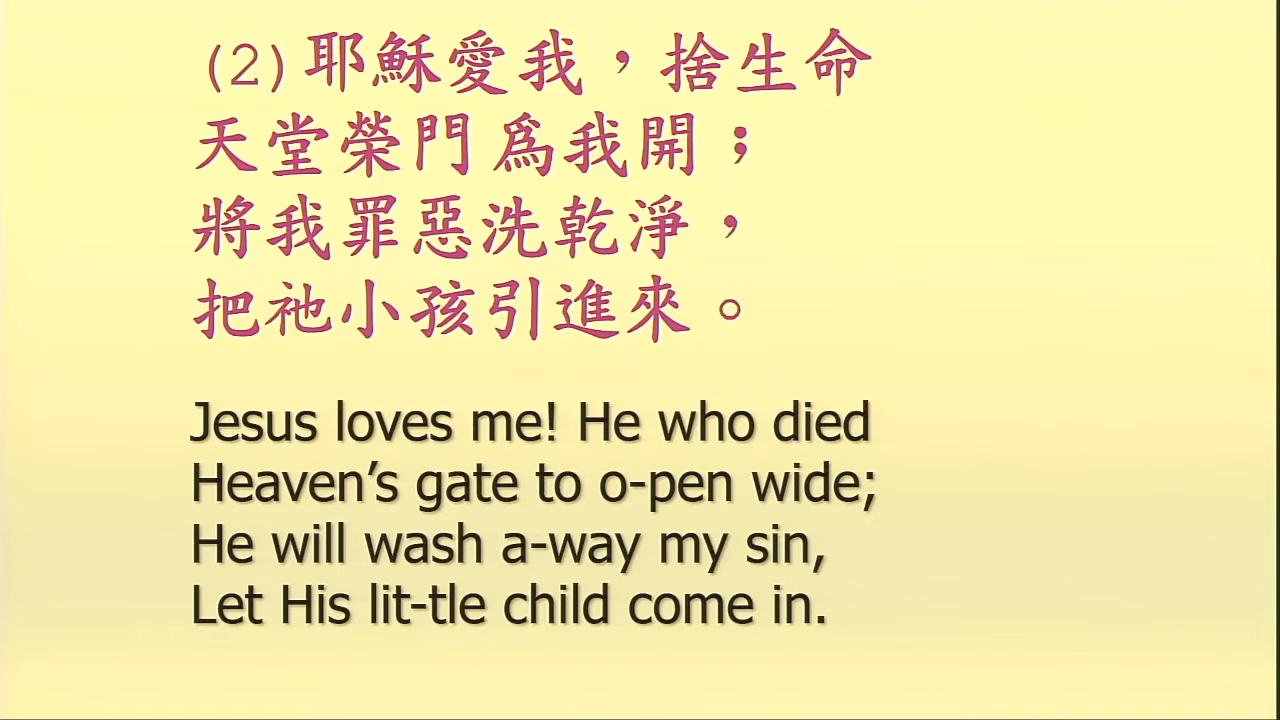 (2)耶穌愛我，捨生命
天堂榮門為我開；
將我罪惡洗乾淨，
把祂小孩引進來。
Jesus loves me! He who died
Heaven’s gate to o-pen wide;
He will wash a-way my sin,
Let His lit-tle child come in.